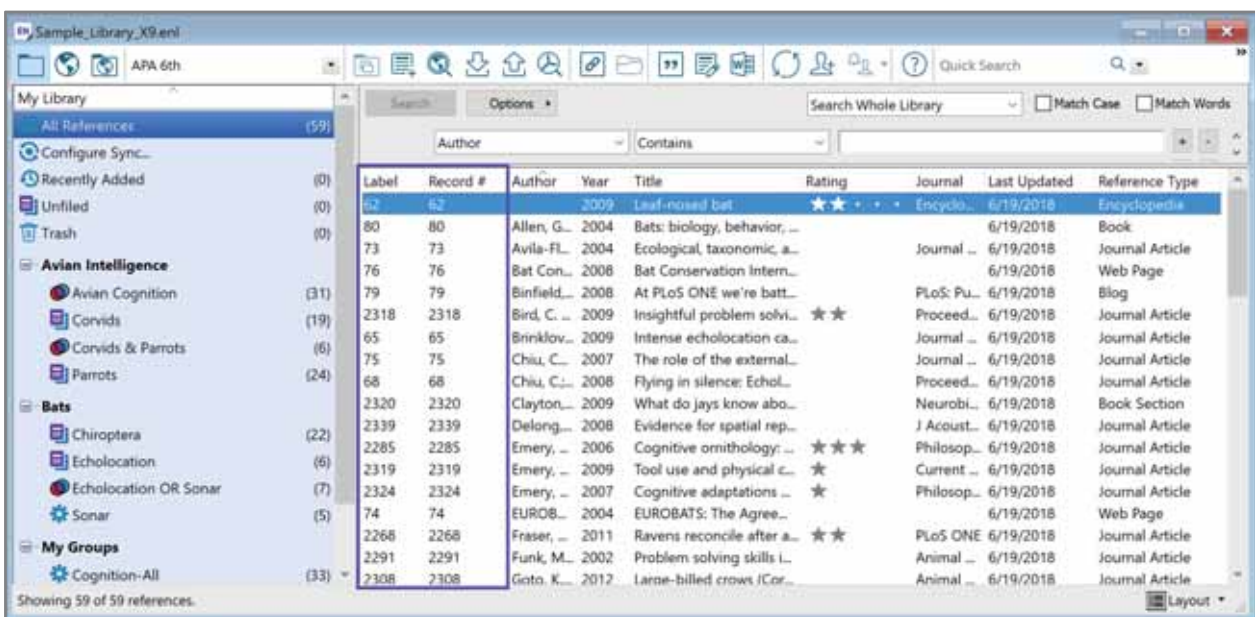 Sample_Library_X9.enl
APA 6th Quick Search
My Library
All References (59)
Configure Sync...
Recently Added (0)
Unfiled (0)
Trash (0)
Avian Intelligence
Avian Cognition (31)
Corvids (19)
Corvids & Parrots (6)
Parrots (24)
Bats
Chiroptera (22)
Echolocation (6)
Echolocation OR Sonar (7)
Sonar (5)
My Groups
Cognition-All (33)
Search Options Search Whole Library Match Case Match Words
Author Contains
Label Record # Author Year Title Rating Journal Last Updated Reference Type
62 62 2009 Leaf-nosed bat Encyclo... 6/19/2018 Encyclopedia
80 80 Allen, G... 2004 Bats: biology, behavior, ... 6/19/2018 Book
73 73 Avila-Fl... 2004 Ecological, taxonomic, a... Journal ... 6/19/2018 Journal Article
76 76 Bat Con... 2008 Bat Conservation Intern... 6/19/2018 Web Page
79 79 Binfield,... 2008 At PLoS ONE we're batt... PLoS: Pu... 6/19/2018 Blog
2318 2318 Bird, C. ... 2009 Insightful problem solvi... Proceed... 6/19/2018 Journal Article
65 65 Brinklov... 2009 Intense echolocation ca... Journal ... 6/19/2018 Journal Article
75 75 Chiu, C... 2007 The role of the external... Journal ... 6/19/2018 Journal Article
68 68 Chiu, C.;... 2008 Flying in silence: Echol... Proceed... 6/19/2018 Journal Article
2320 2320 Clayton,... 2009 What do jays know abo... Neurobi... 6/19/2018 Book Section
2339 2339 Delong,... 2008 Evidence for spatial rep... J Acoust... 6/19/2018 Journal Article
2285 2285 Emery, ... 2006 Cognitive ornithology: ... Philosop... 6/19/2018 Journal Article
2319 2319 Emery, ... 2009 Tool use and physical c... Current ... 6/19/2018 Journal Article
2324 2324 Emery, ... 2007 Cognitive adaptations ... Philosop... 6/19/2018 Journal Article
74 74 EUROB... 2004 EUROBATS: The Agree... 6/19/2018 Web Page
2268 2268 Fraser, ... 2011 Ravens reconcile after a... PLoS ONE 6/19/2018 Journal Article
2291 2291 Funk, M... 2002 Problem solving skills i... Animal ... 6/19/2018 Journal Article
2308 2308 Goto, K... 2012 Large-billed crows (Cor... Animal ... 6/19/2018 Journal Article
Showing 59 of 59 references. Layout